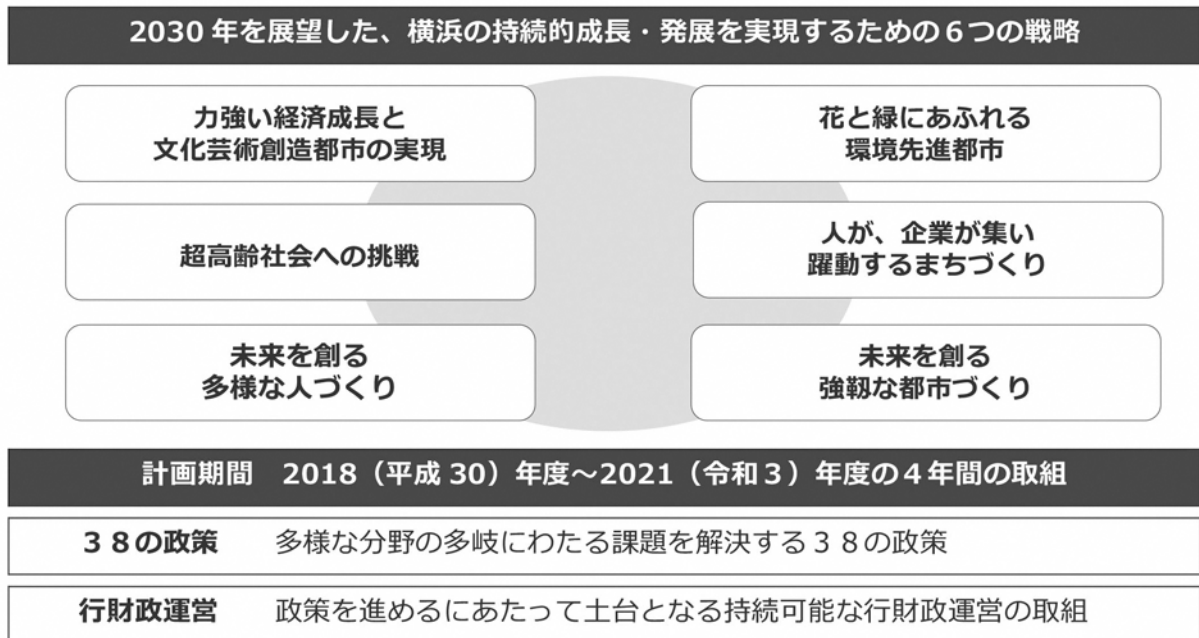 2030年を展望した、横浜の持続的成長・発展を実現するための６つの戦略
力強い経済成長と
文化芸術創造都市の実現
花と緑にあふれる
環境先進都市
超高齢社会への挑戦
人が、企業が集い
躍動するまちづくり
未来を創る
多様な人づくり
未来を創る
強靱な都市づくり
計画期間　2018（平成30）年度～2021（令和３）年度の４年間の取組
３８の政策　多様な分野の多岐にわたる課題を解決する３８の政策
行財政運営　政策を進めるにあたって土台となる持続可能な行財政運営の取組